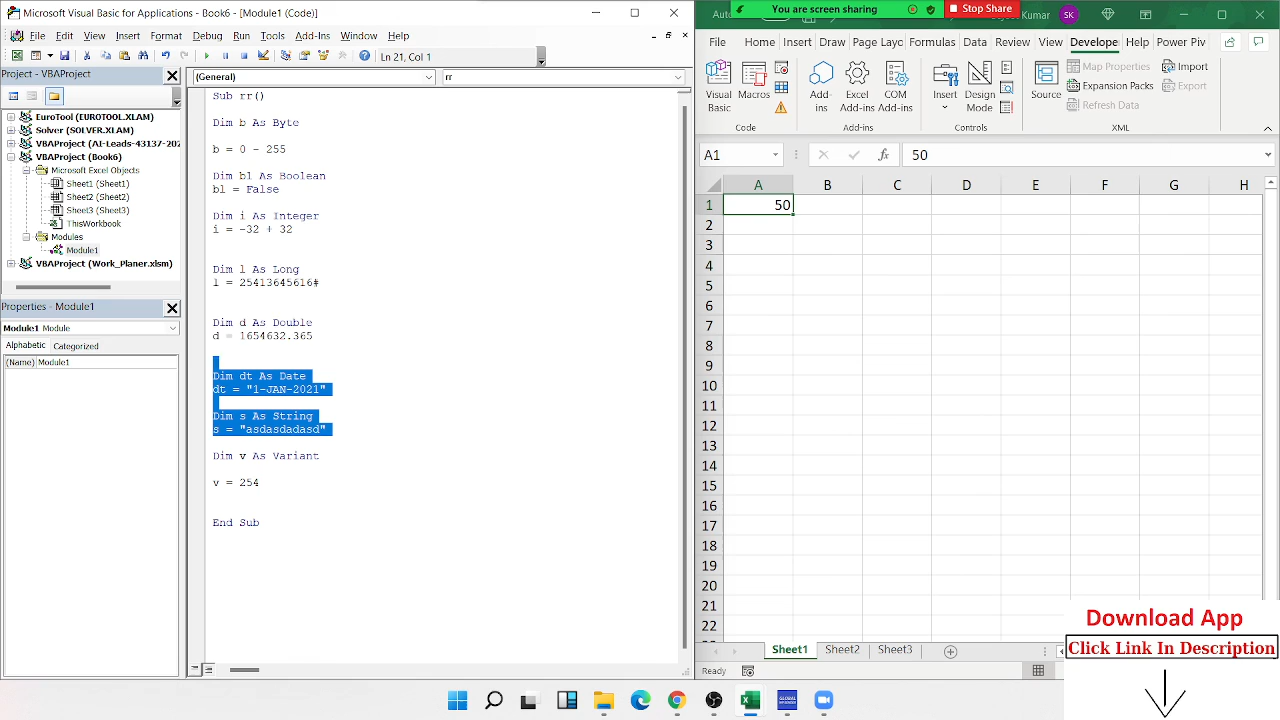 Microsoft Visual Basic for Applications - Book6 - [Module1 (Code)]
File Edit View Insert Format Debug Run Tools Add-Ins Window Help
Ln 21, Col 1
Project - VBAProject
EuroTool (EUROTOOL.XLAM)
Solver (SOLVER.XLAM)
VBAProject (AI-Leads-43137-202
VBAProject (Book6)
Microsoft Excel Objects
Sheet1 (Sheet1)
Sheet2 (Sheet2)
Sheet3 (Sheet3)
ThisWorkbook
Modules
Module1
VBAProject (Work_Planer.xlsm)
Properties - Module1
Module1 Module
Alphabetic Categorized
(Name) Module1
(General) rr
Sub rr()
Dim b As Byte
b = 0 - 255
Dim bl As Boolean
bl = False
Dim i As Integer
i = -32 + 32
Dim l As Long
l = 25413645616#
Dim d As Double
d = 1654632.365
Dim dt As Date
dt = "1-JAN-2021"
Dim s As String
s = "asdasdadasd"
Dim v As Variant
v = 254
End Sub
You are screen sharing Stop Share
Kumar SK
File Home Insert Draw Page Layc Formulas Data Review View Develope Help Power Piv
Visual Basic Macros Add-ins Excel Add-ins COM Add-ins Insert Design Mode Source Map Properties Expansion Packs Refresh Data Import Export
Code Add-ins Controls XML
A1 fx 50
A B C D E F G H
1 50
2
3
4
5
6
7
8
9
10
11
12
13
14
15
16
17
18
19
20
21
22
Sheet1 Sheet2 Sheet3
Ready
Download App
Click Link In Description